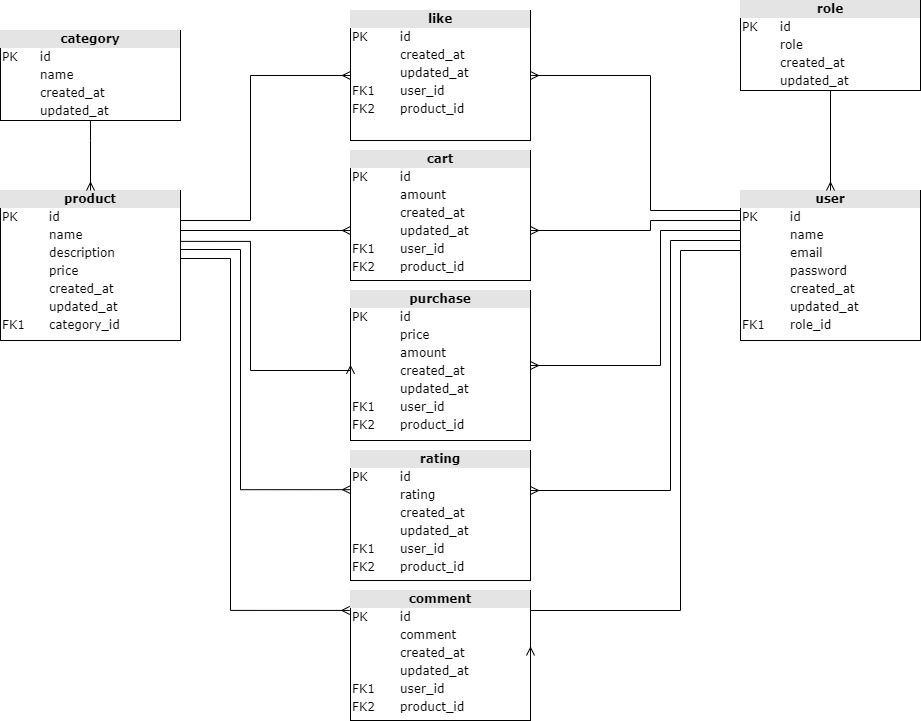 category
PK id
name
created_at
updated_at
product
PK id
name
description
price
created_at
updated_at
FK1 category_id
like
PK id
created_at
updated_at
FK1 user_id
FK2 product_id
cart
PK id
amount
created_at
updated_at
FK1 user_id
FK2 product_id
purchase
PK id
price
amount
created_at
updated_at
FK1 user_id
FK2 product_id
rating
PK id
rating
created_at
updated_at
FK1 user_id
FK2 product_id
comment
PK id
comment
created_at
updated_at
FK1 user_id
FK2 product_id
role
PK id
role
created_at
updated_at
user
PK id
name
email
password
created_at
updated_at
FK1 role_id